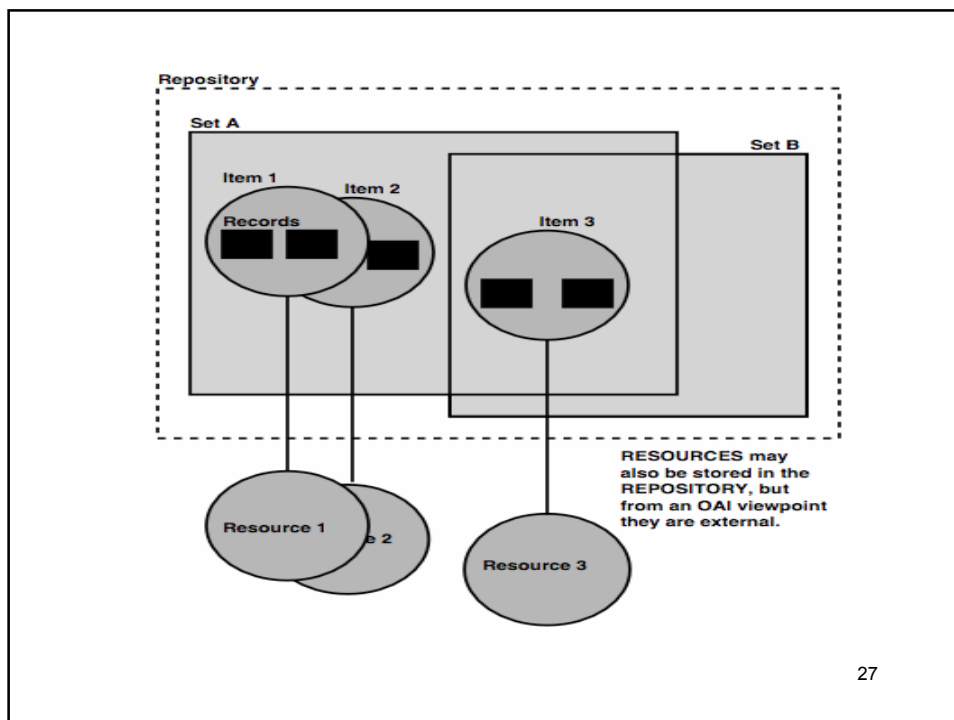 Repository
Set A
Set B
Item 1
Item 2
Records
Item 3
RESOURCES may
also be stored in the
REPOSITORY, but
from an OAI viewpoint
they are external.
Resource 1
e 2
Resource 3
27